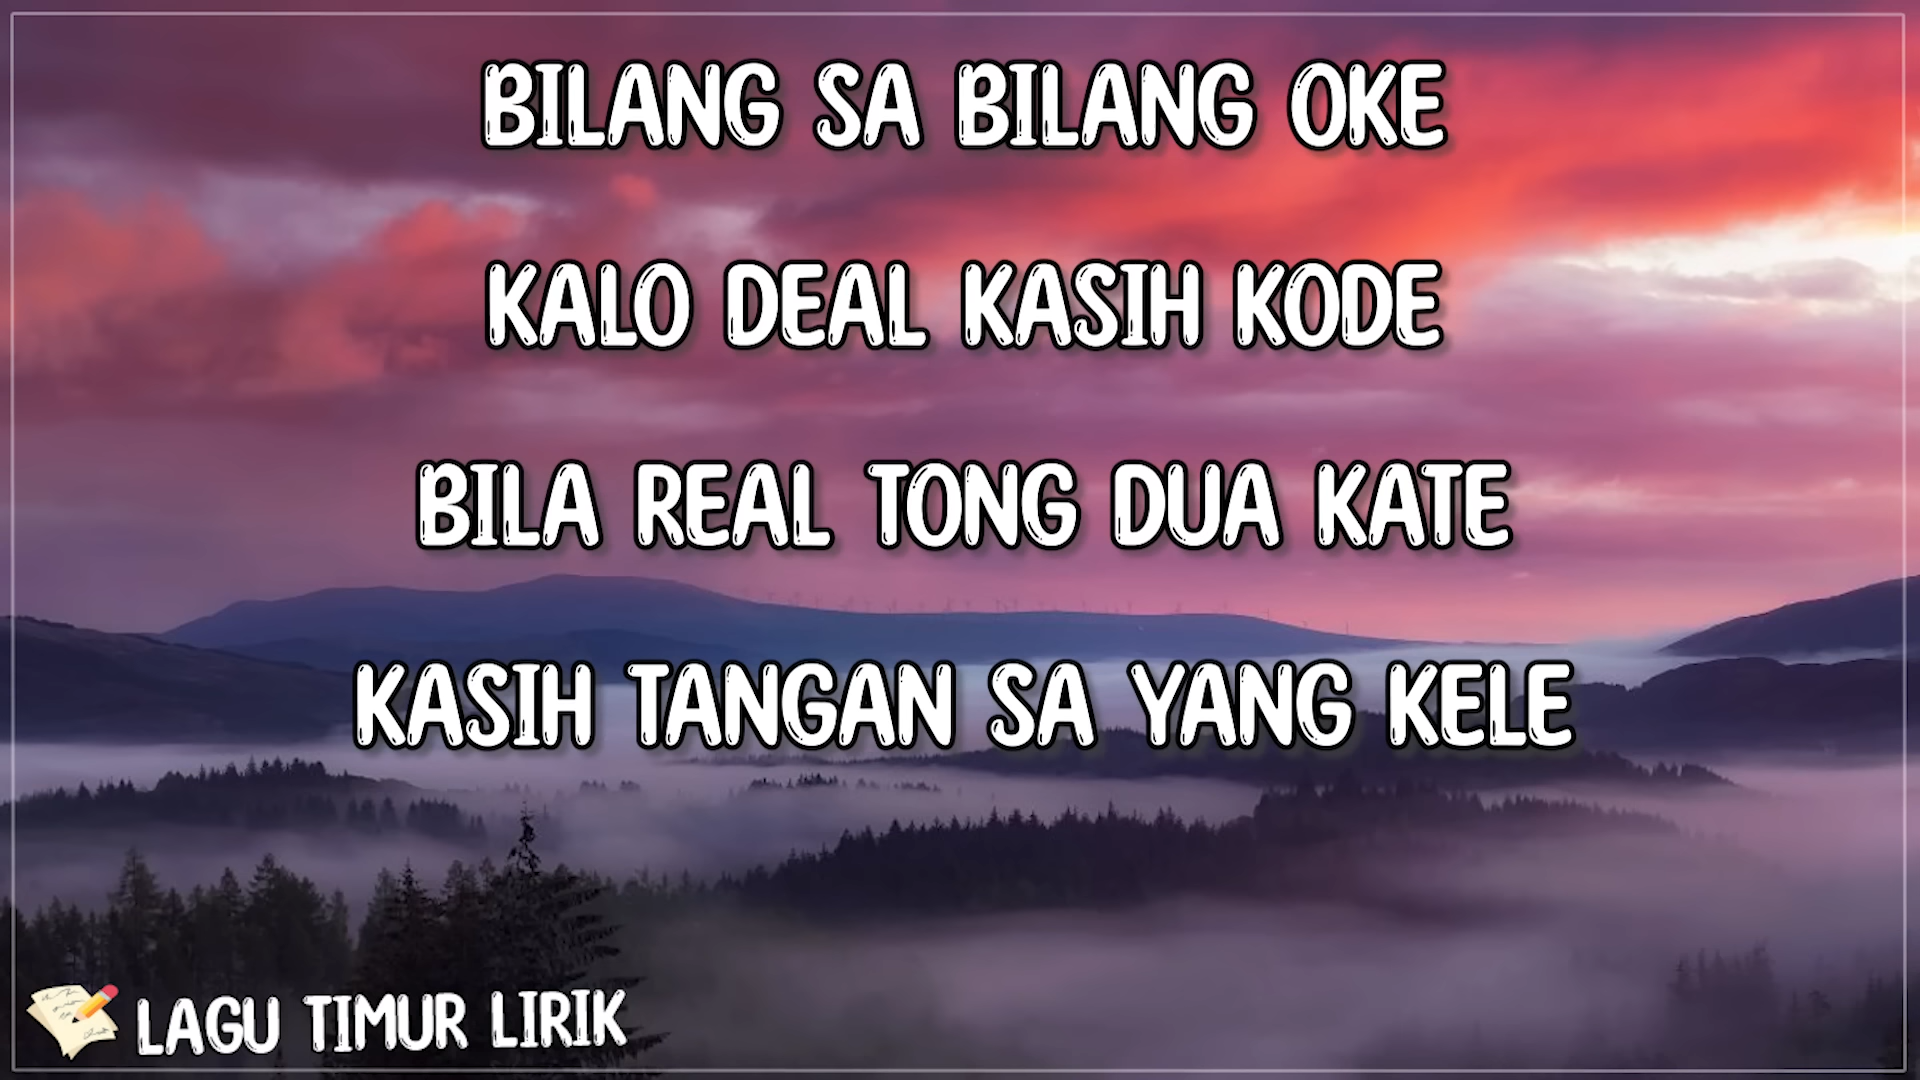 BILANG SA BILANG OKE
KALO DEAL KASIH KODE
BILA REAL TONG DUA KATE
KASIH TANGAN SA YANG KELE
LAGU TIMUR LIRIK